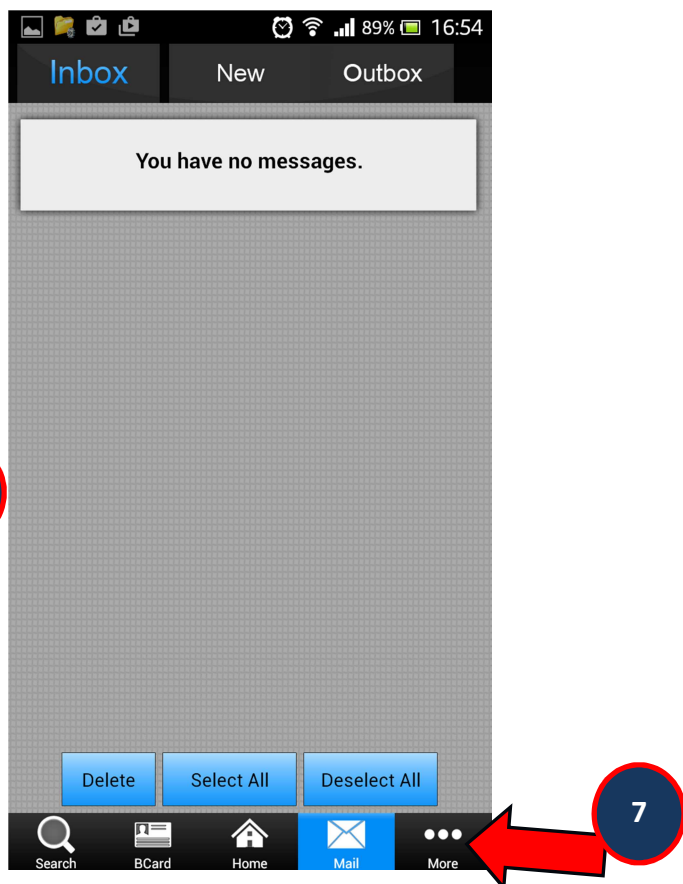 89% 16:54
Inbox New Outbox
You have no messages.
Delete Select All Deselect All
7
Search BCard Home Mail More